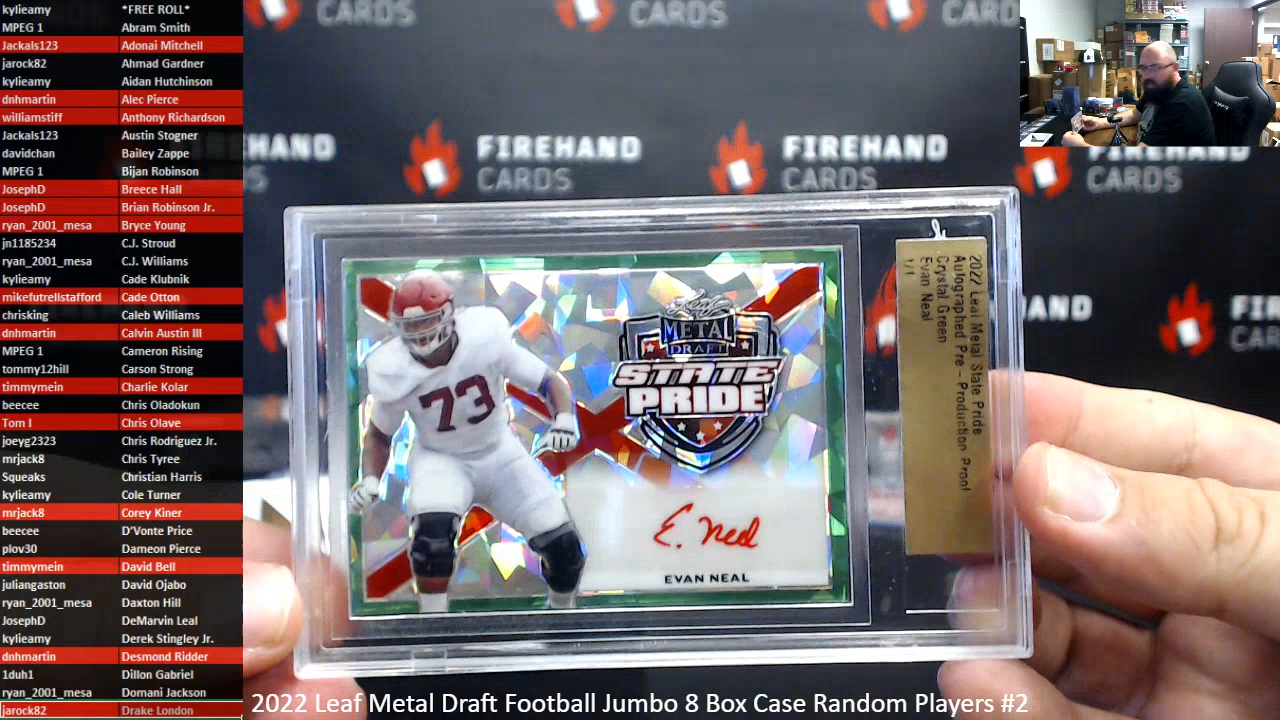 kylieamy *FREE ROLL*
MPEG 1 Abram Smith
Jackals123 Adonai Mitchell
jarock82 Ahmad Gardner
kylieamy Aidan Hutchinson
dnhmartin Alec Pierce
williamstiff Anthony Richardson
Jackals123 Austin Stogner
davidchan Bailey Zappe
MPEG 1 Bijan Robinson
JosephD Breece Hall
JosephD Brian Robinson Jr.
ryan_2001_mesa Bryce Young
jn1185234 C.J. Stroud
ryan_2001_mesa C.J. Williams
kylieamy Cade Klubnik
mikefutrellstafford Cade Otton
chrisking Caleb Williams
dnhmartin Calvin Austin III
MPEG 1 Cameron Rising
tommy12hill Carson Strong
timmymein Charlie Kolar
beecee Chris Oladokun
Tom I Chris Olave
joeyg2323 Chris Rodriguez Jr.
mrjack8 Chris Tyree
Squeaks Christian Harris
kylieamy Cole Turner
mrjack8 Corey Kiner
beecee D'Vonte Price
plov30 Dameon Pierce
timmymein David Bell
juliangaston David Ojabo
ryan_2001_mesa Daxton Hill
JosephD DeMarvin Leal
kylieamy Derek Stingley Jr.
dnhmartin Desmond Ridder
1duh1 Dillon Gabriel
ryan_2001_mesa Domani Jackson
jarock82 Drake London
CARDS
CARDS
CARDS
FIREHAND
FIREHAND
CARDS
FIREHAND
CARDS
CARDS
Leaf
METAL
DRAFT
STATE
PRIDE
73
E. Neal
EVAN NEAL
2022 Leaf Metal State Pride
Autographed Pre - Production Proof
Crystal Green
1/1
Evan Neal
2022 Leaf Metal Draft Football Jumbo 8 Box Case Random Players #2